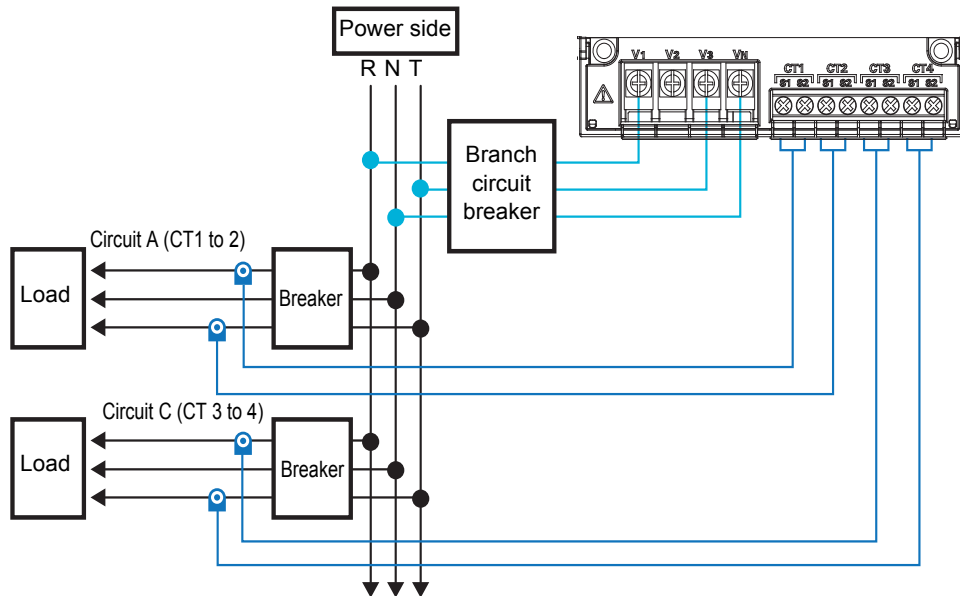 Power side
R N T
V1 V2 V3 VN
CT1 CT2 CT3 CT4
S1 S2 S1 S2 S1 S2 S1 S2
Branch
circuit
breaker
Circuit A (CT1 to 2)
Load
Breaker
Circuit C (CT 3 to 4)
Load
Breaker